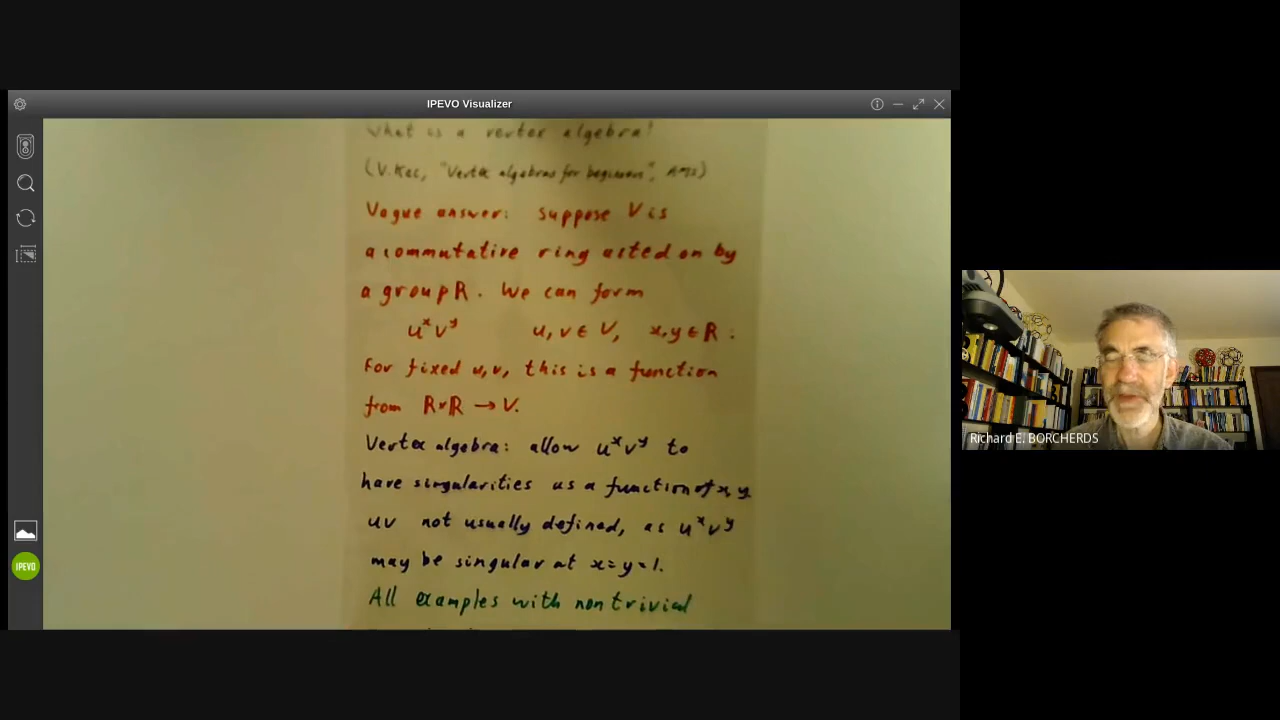 IPEVO Visualizer
What is a vertex algebra?
(V. Kac, "Vertex algebras for beginners", AMS)
Vague answer: suppose V is
a commutative ring acted on by
a group R. We can form
u^x v^y u, v ∈ V, x, y ∈ R.
For fixed u, v, this is a function
from R×R → V.
Vertex algebra: allow u^x v^y to
have singularities as a function of x, y.
uv not usually defined, as u^x v^y
may be singular at x=y=1.
All examples with nontrivial
IPEVO
Richard E. BORCHERDS